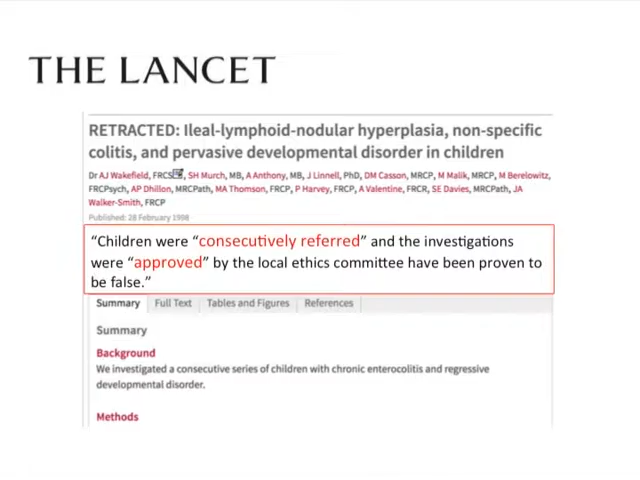 THE LANCET
RETRACTED: Ileal-lymphoid-nodular hyperplasia, non-specific
colitis, and pervasive developmental disorder in children
Dr AJ Wakefield, FRCS, SH Murch, MB, A Anthony, MB, J Linnell, PhD, DM Casson, MRCP, M Malik, MRCP, M Berelowitz,
FRCPsych, AP Dhillon, MRCPath, MA Thomson, FRCP, P Harvey, FRCP, A Valentine, FRCR, SE Davies, MRCPath, JA
Walker-Smith, FRCP
Published: 28 February 1998
“Children were “consecutively referred” and the investigations
were “approved” by the local ethics committee have been proven to
be false.”
Summary Full Text Tables and Figures References
Summary
Background
We investigated a consecutive series of children with chronic enterocolitis and regressive
developmental disorder.
Methods